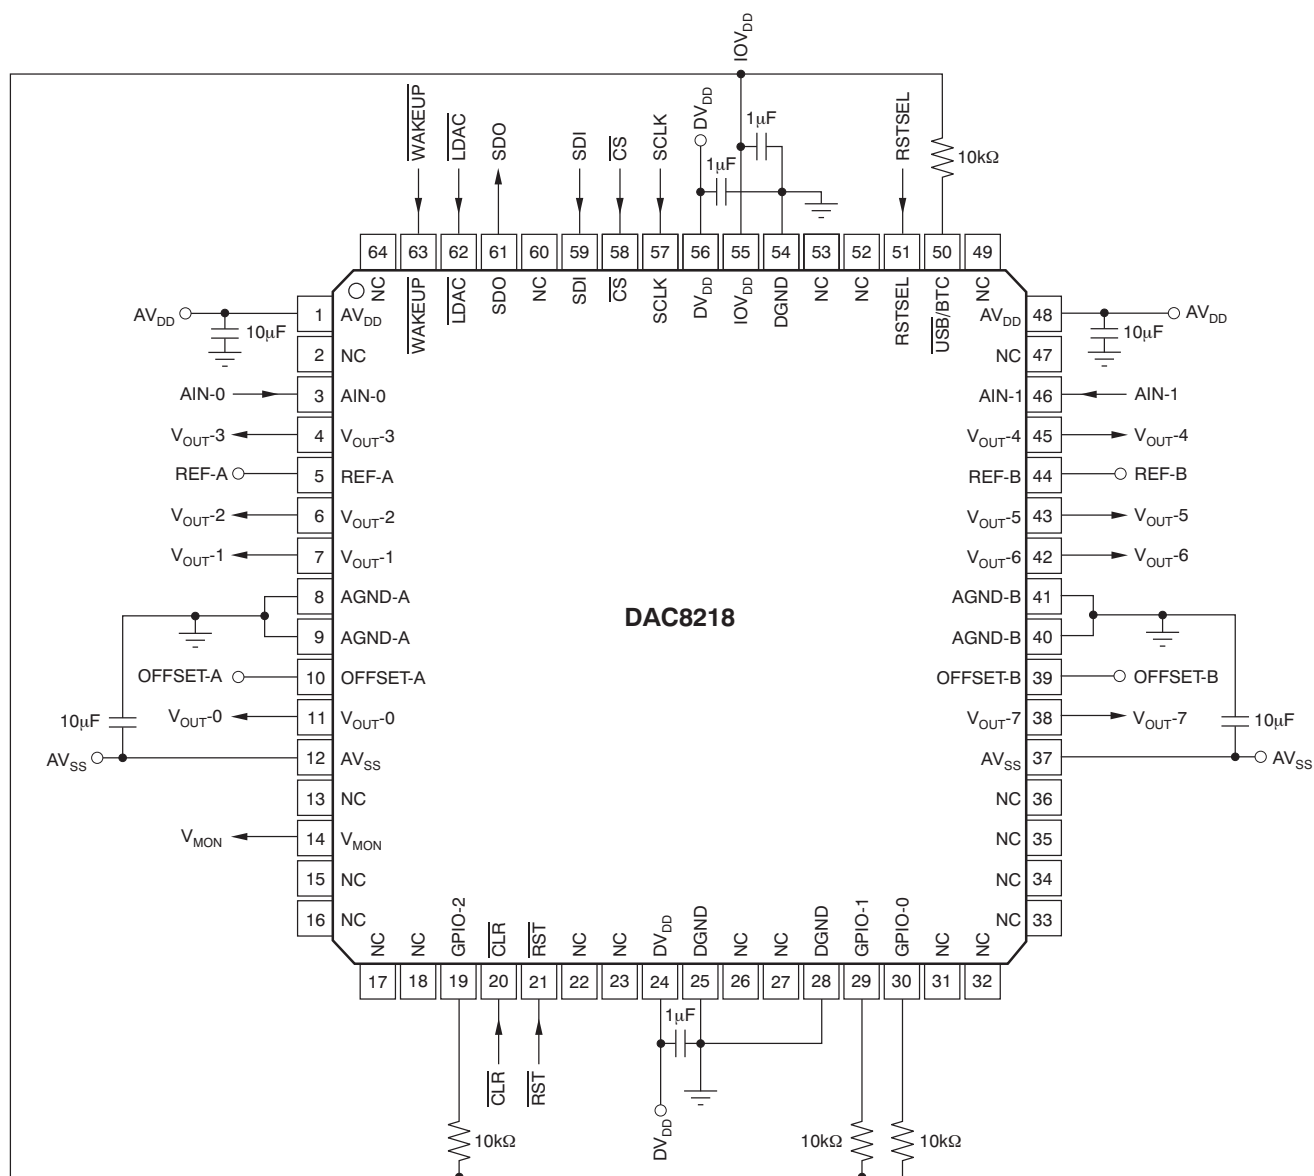 IOVDD
WAKEUP
LDAC
SDO
SDI
CS
SCLK
DVDD
1µF
1µF
RSTSEL
10kΩ
64 63 62 61 60 59 58 57 56 55 54 53 52 51 50 49
NC WAKEUP LDAC SDO NC SDI CS SCLK DVDD IOVDD DGND NC NC RSTSEL USB/BTC NC
AVDD 10µF 1 AVDD AVDD 48 10µF AVDD
2 NC NC 47
AIN-0 3 AIN-0 AIN-1 46 AIN-1
VOUT-3 4 VOUT-3 VOUT-4 45 VOUT-4
REF-A 5 REF-A REF-B 44 REF-B
VOUT-2 6 VOUT-2 VOUT-5 43 VOUT-5
VOUT-1 7 VOUT-1 VOUT-6 42 VOUT-6
8 AGND-A AGND-B 41
DAC8218
9 AGND-A AGND-B 40
OFFSET-A 10 OFFSET-A OFFSET-B 39 OFFSET-B
10µF VOUT-0 11 VOUT-0 VOUT-7 38 VOUT-7 10µF
AVSS 12 AVSS AVSS 37 AVSS
13 NC NC 36
VMON 14 VMON NC 35
15 NC NC 34
16 NC NC 33
NC NC GPIO-2 CLR RST NC NC DVDD DGND NC NC DGND GPIO-1 GPIO-0 NC NC
17 18 19 20 21 22 23 24 25 26 27 28 29 30 31 32
1µF
CLR
RST
DVDD
10kΩ
10kΩ
10kΩ